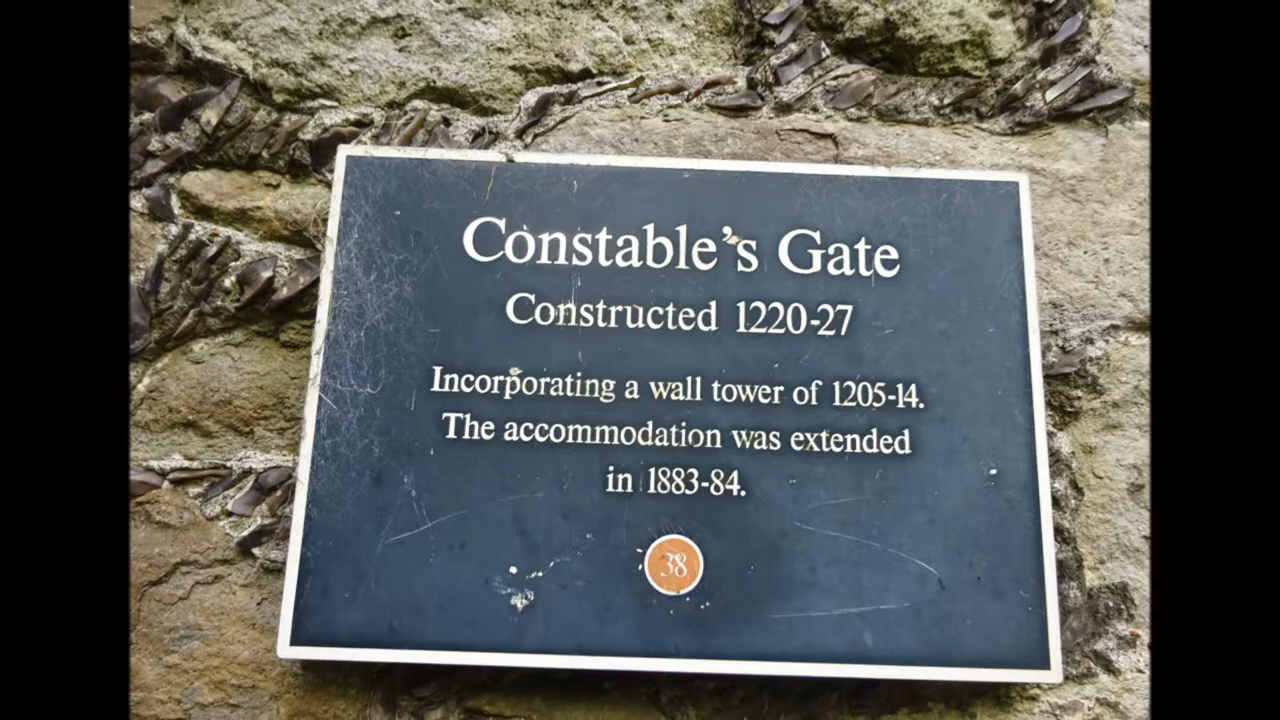 Constable's Gate
Constructed 1220-27
Incorporating a wall tower of 1205-14.
The accommodation was extended
in 1883-84.
38